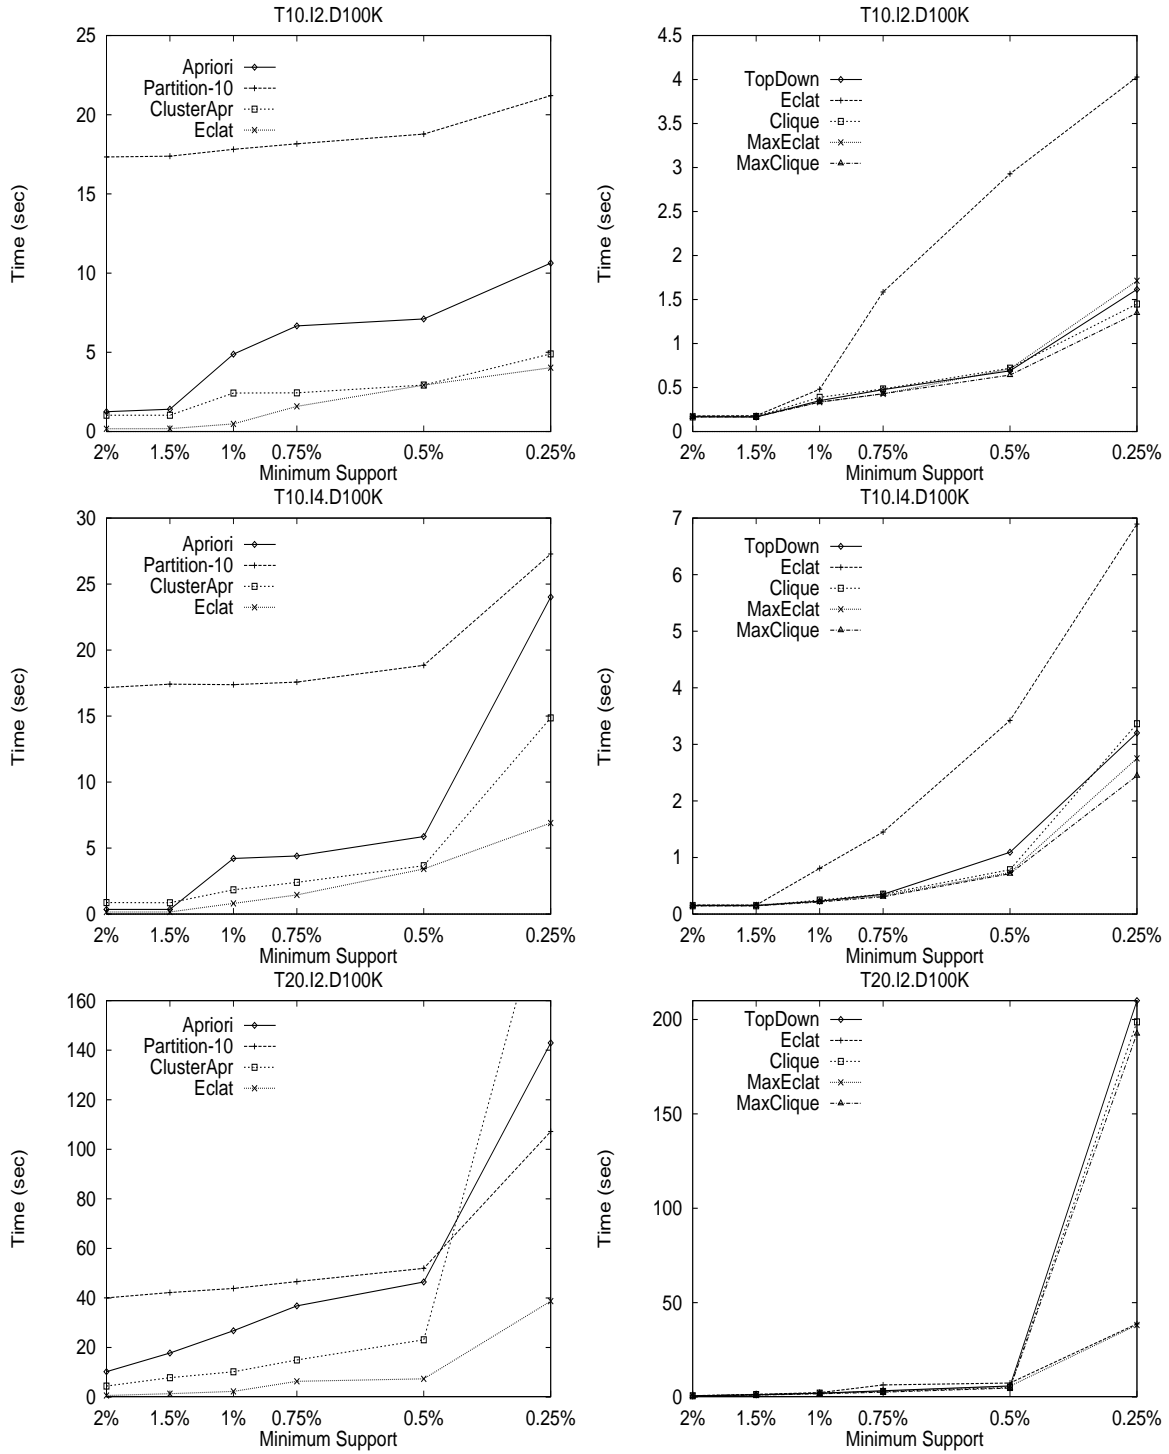 T10.I2.D100K
25
20
15
10
5
0
Time (sec)
Apriori
Partition-10
ClusterApr
Eclat
2% 1.5% 1% 0.75% 0.5% 0.25%
Minimum Support
T10.I2.D100K
4.5
4
3.5
3
2.5
2
1.5
1
0.5
0
Time (sec)
TopDown
Eclat
Clique
MaxEclat
MaxClique
2% 1.5% 1% 0.75% 0.5% 0.25%
Minimum Support
T10.I4.D100K
30
25
20
15
10
5
0
Time (sec)
Apriori
Partition-10
ClusterApr
Eclat
2% 1.5% 1% 0.75% 0.5% 0.25%
Minimum Support
T10.I4.D100K
7
6
5
4
3
2
1
0
Time (sec)
TopDown
Eclat
Clique
MaxEclat
MaxClique
2% 1.5% 1% 0.75% 0.5% 0.25%
Minimum Support
T20.I2.D100K
160
140
120
100
80
60
40
20
0
Time (sec)
Apriori
Partition-10
ClusterApr
Eclat
2% 1.5% 1% 0.75% 0.5% 0.25%
Minimum Support
T20.I2.D100K
200
150
100
50
0
Time (sec)
TopDown
Eclat
Clique
MaxEclat
MaxClique
2% 1.5% 1% 0.75% 0.5% 0.25%
Minimum Support